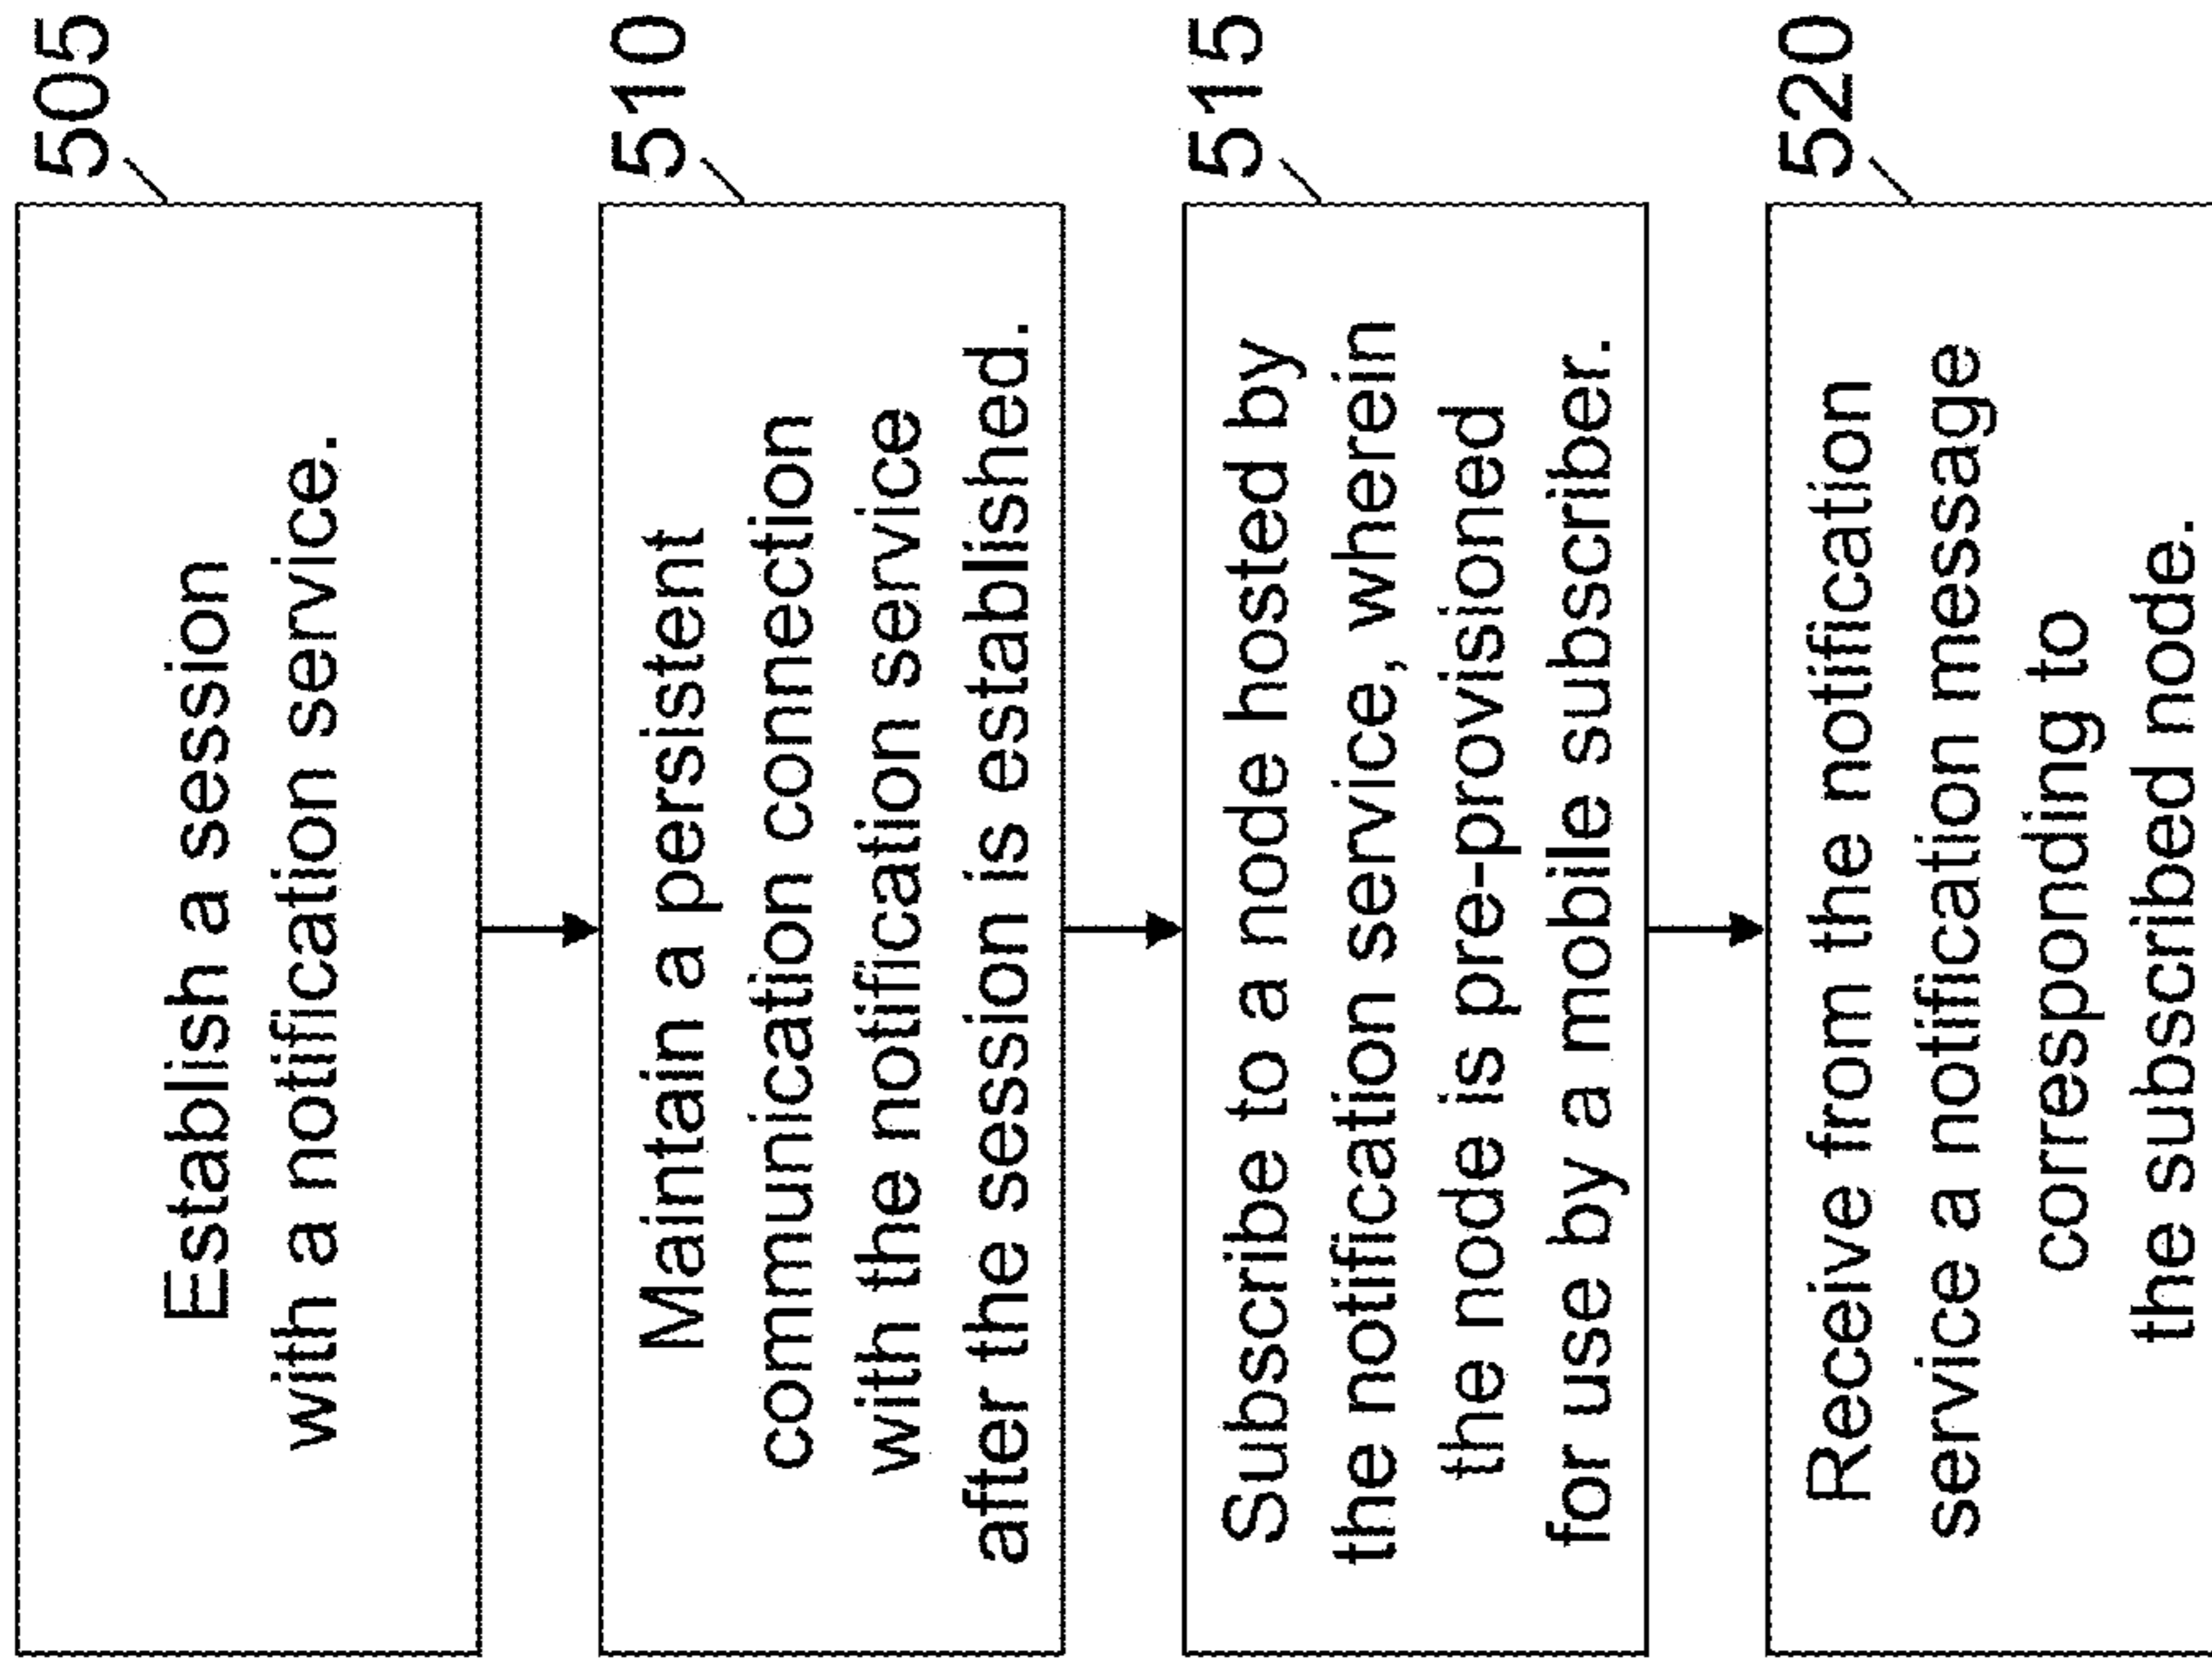 505
Establish a session
with a notification service.
510
Maintain a persistent
communication connection
with the notification service
after the session is established.
515
Subscribe to a node hosted by
the notification service, wherein
the node is pre-provisioned
for use by a mobile subscriber.
520
Receive from the notification
service a notification message
corresponding to
the subscribed node.